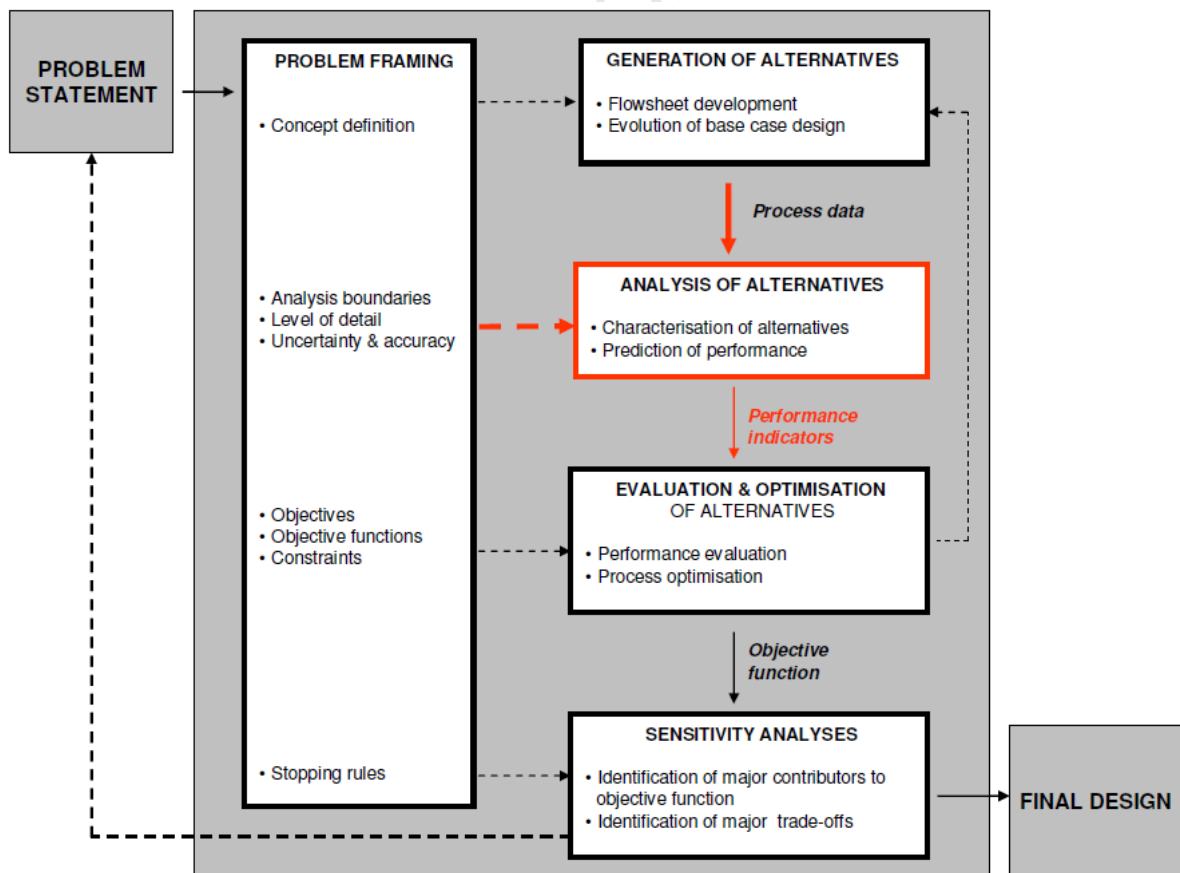 PROBLEM
STATEMENT
PROBLEM FRAMING
• Concept definition
• Analysis boundaries
• Level of detail
• Uncertainty & accuracy
• Objectives
• Objective functions
• Constraints
• Stopping rules
GENERATION OF ALTERNATIVES
• Flowsheet development
• Evolution of base case design
Process data
ANALYSIS OF ALTERNATIVES
• Characterisation of alternatives
• Prediction of performance
Performance
indicators
EVALUATION & OPTIMISATION
OF ALTERNATIVES
• Performance evaluation
• Process optimisation
Objective
function
SENSITIVITY ANALYSES
• Identification of major contributors to
objective function
• Identification of major trade-offs
FINAL DESIGN